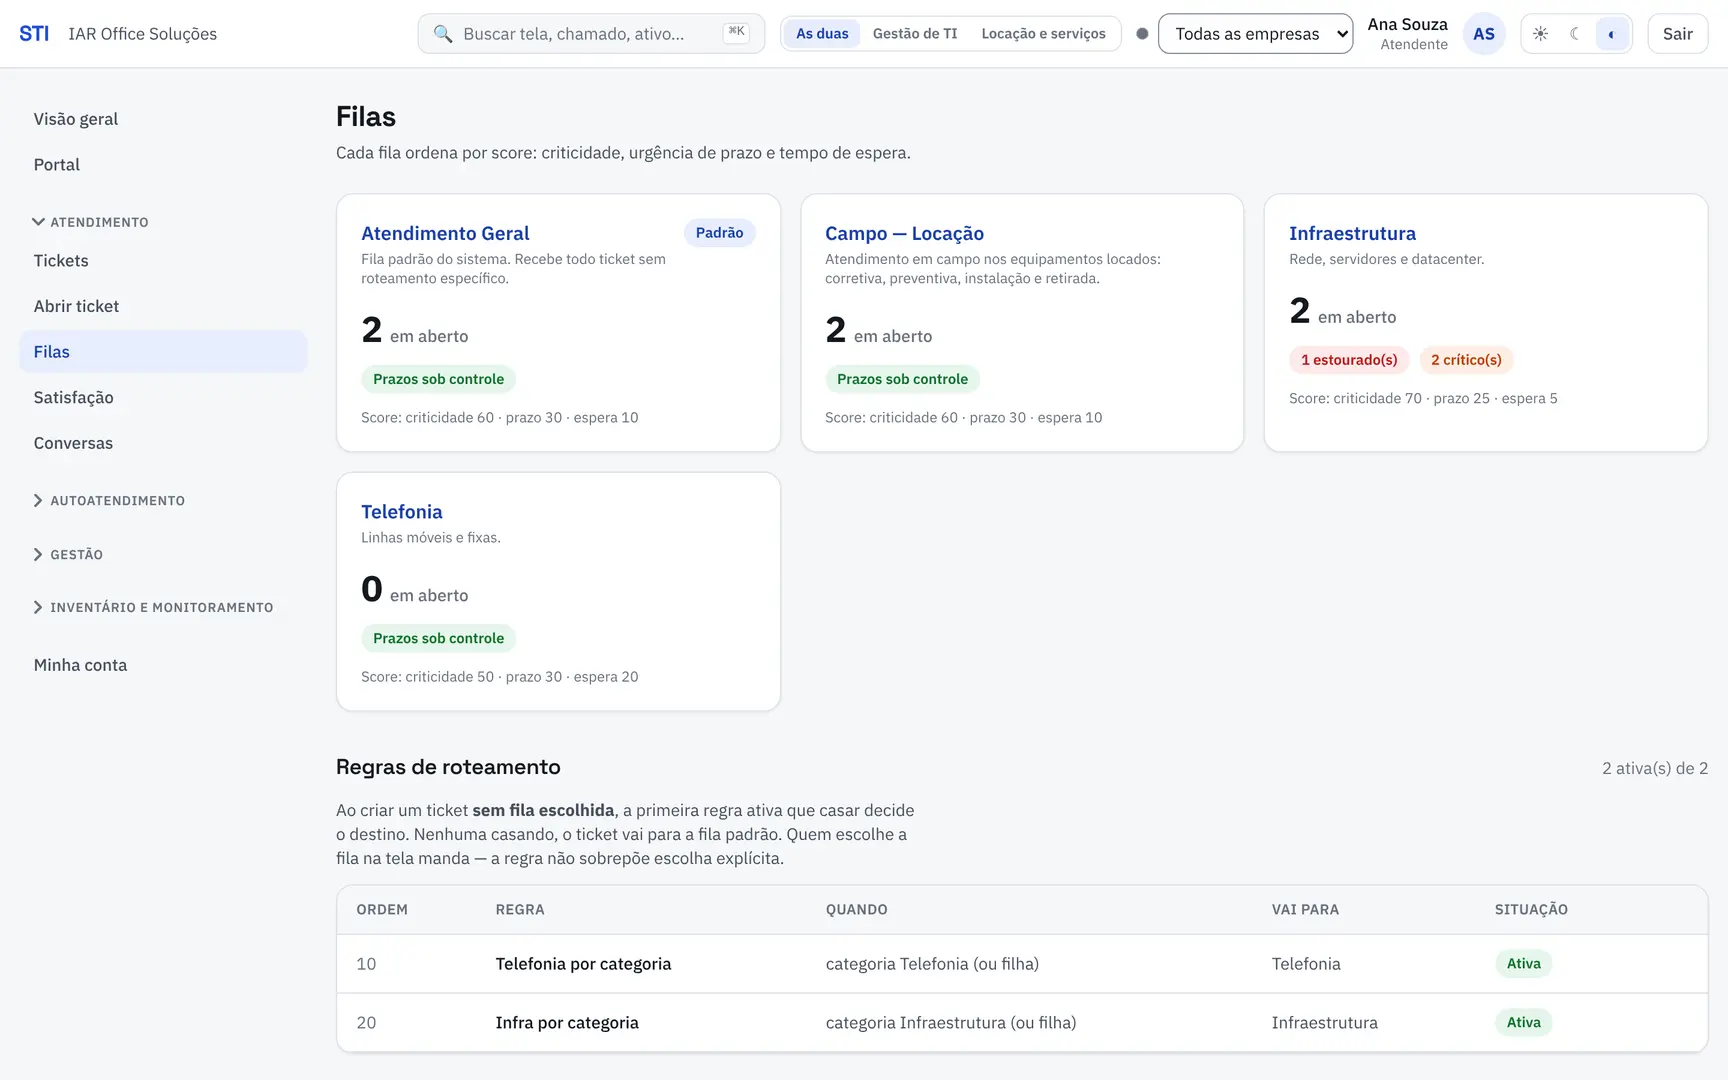 STI IAR Office Soluções
Buscar tela, chamado, ativo... ⌘K
As duas Gestão de TI Locação e serviços
Todas as empresas
Ana Souza
Atendente
AS
Sair
Visão geral
Portal
ATENDIMENTO
Tickets
Abrir ticket
Filas
Satisfação
Conversas
AUTOATENDIMENTO
GESTÃO
INVENTÁRIO E MONITORAMENTO
Minha conta
Filas
Cada fila ordena por score: criticidade, urgência de prazo e tempo de espera.
Atendimento Geral Padrão
Fila padrão do sistema. Recebe todo ticket sem
roteamento específico.
2 em aberto
Prazos sob controle
Score: criticidade 60 · prazo 30 · espera 10
Campo — Locação
Atendimento em campo nos equipamentos locados:
corretiva, preventiva, instalação e retirada.
2 em aberto
Prazos sob controle
Score: criticidade 60 · prazo 30 · espera 10
Infraestrutura
Rede, servidores e datacenter.
2 em aberto
1 estourado(s) 2 crítico(s)
Score: criticidade 70 · prazo 25 · espera 5
Telefonia
Linhas móveis e fixas.
0 em aberto
Prazos sob controle
Score: criticidade 50 · prazo 30 · espera 20
Regras de roteamento 2 ativa(s) de 2
Ao criar um ticket sem fila escolhida, a primeira regra ativa que casar decide
o destino. Nenhuma casando, o ticket vai para a fila padrão. Quem escolhe a
fila na tela manda — a regra não sobrepõe escolha explícita.
ORDEM REGRA QUANDO VAI PARA SITUAÇÃO
10 Telefonia por categoria categoria Telefonia (ou filha) Telefonia Ativa
20 Infra por categoria categoria Infraestrutura (ou filha) Infraestrutura Ativa